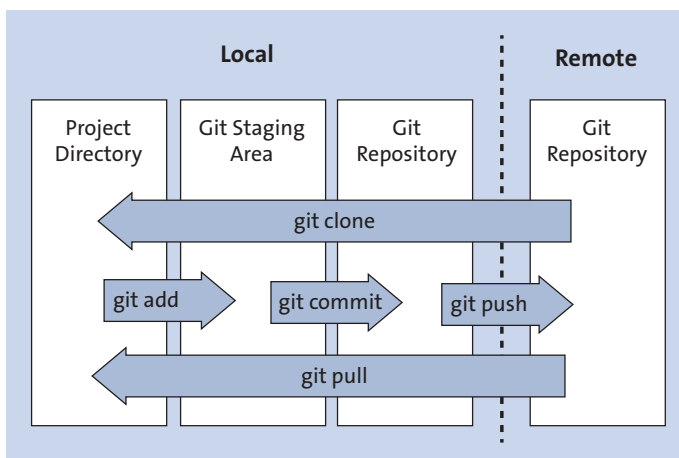 Local
Remote
Project
Directory
Git Staging
Area
Git
Repository
Git
Repository
git clone
git add
git commit
git push
git pull